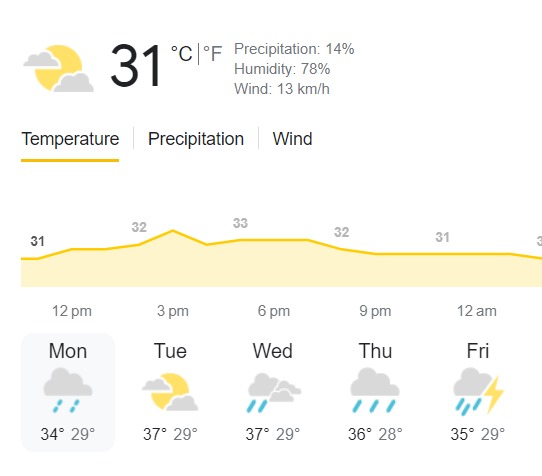 31 °C | °F
Precipitation: 14%
Humidity: 78%
Wind: 13 km/h
Temperature Precipitation Wind
31 32 33 32 31
12 pm 3 pm 6 pm 9 pm 12 am
Mon Tue Wed Thu Fri
34° 29° 37° 29° 37° 29° 36° 28° 35° 29°